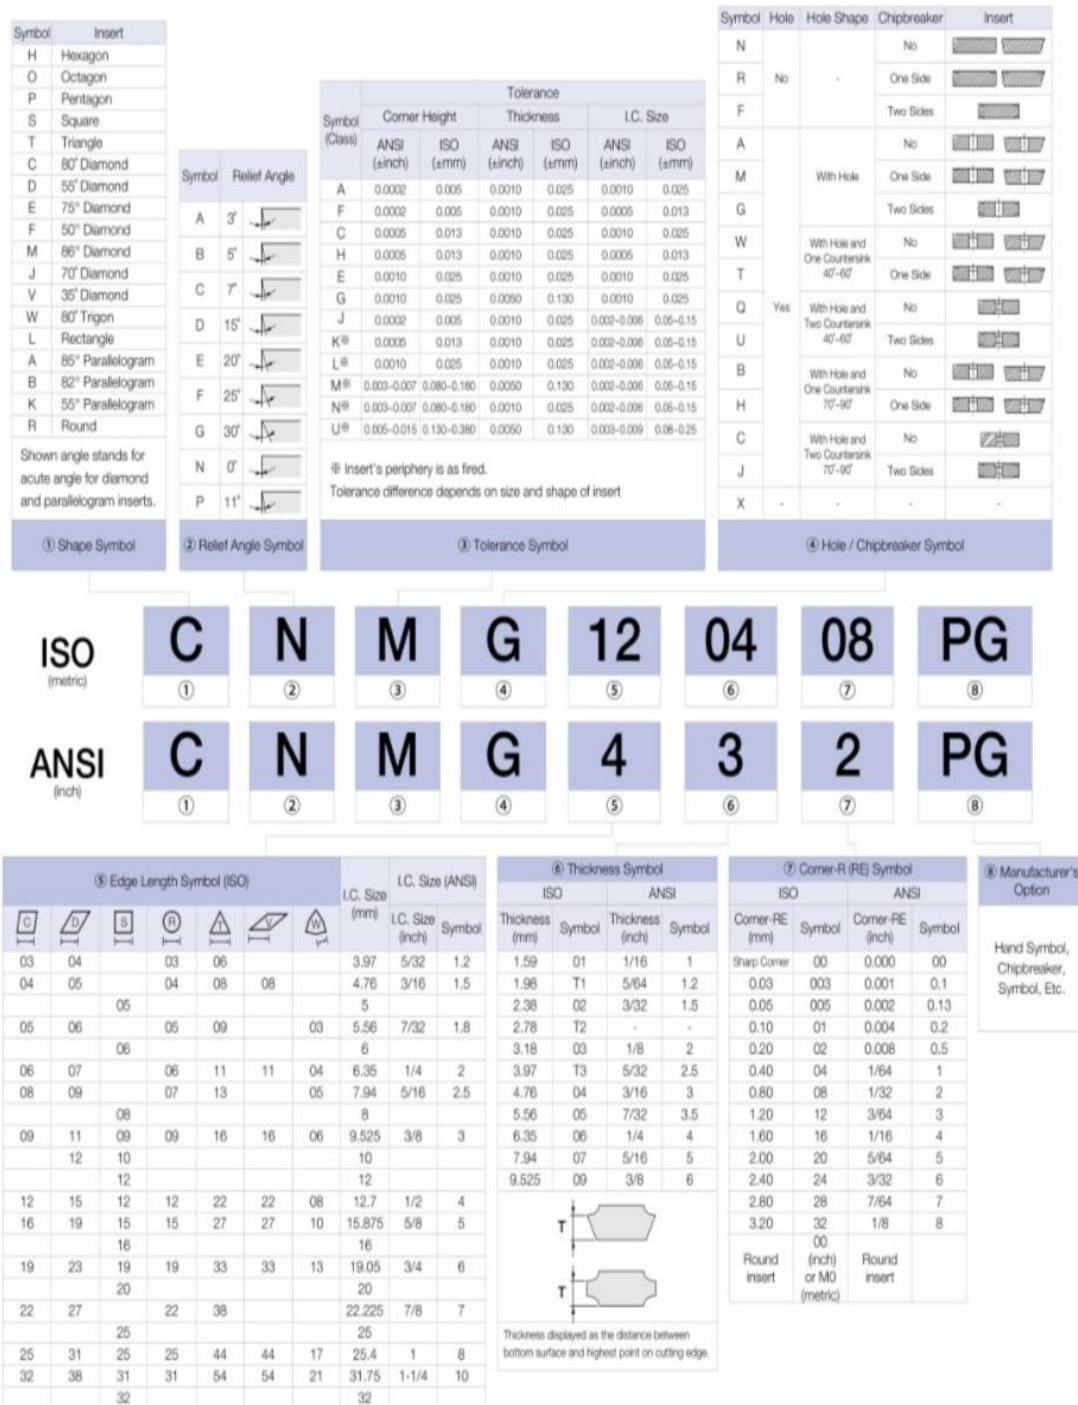 Symbol Insert
H Hexagon
O Octagon
P Pentagon
S Square
T Triangle
C 80° Diamond
D 55° Diamond
E 75° Diamond
F 50° Diamond
M 86° Diamond
J 70° Diamond
V 35° Diamond
W 80° Trigon
L Rectangle
A 85° Parallelogram
B 82° Parallelogram
K 55° Parallelogram
R Round
Shown angle stands for
acute angle for diamond
and parallelogram inserts.
① Shape Symbol
Symbol Relief Angle
A 3°
B 5°
C 7°
D 15°
E 20°
F 25°
G 30°
N 0°
P 11°
② Relief Angle Symbol
Tolerance
Symbol (Class) Corner Height Thickness I.C. Size
ANSI (±inch) ISO (±mm) ANSI (±inch) ISO (±mm) ANSI (±inch) ISO (±mm)
A 0.0002 0.005 0.0010 0.025 0.0010 0.025
F 0.0002 0.005 0.0010 0.025 0.0005 0.013
C 0.0005 0.013 0.0010 0.025 0.0010 0.025
H 0.0005 0.013 0.0010 0.025 0.0005 0.013
E 0.0010 0.025 0.0010 0.025 0.0010 0.025
G 0.0010 0.025 0.0050 0.130 0.0010 0.025
J 0.0002 0.005 0.0010 0.025 0.002-0.006 0.05-0.15
K※ 0.0005 0.013 0.0010 0.025 0.002-0.006 0.05-0.15
L※ 0.0010 0.025 0.0010 0.025 0.002-0.006 0.05-0.15
M※ 0.003-0.007 0.080-0.180 0.0050 0.130 0.002-0.006 0.05-0.15
N※ 0.003-0.007 0.080-0.180 0.0010 0.025 0.002-0.006 0.05-0.15
U※ 0.005-0.015 0.130-0.380 0.0050 0.130 0.003-0.009 0.08-0.25
※ Insert's periphery is as fired.
Tolerance difference depends on size and shape of insert
③ Tolerance Symbol
Symbol Hole Hole Shape Chipbreaker Insert
N No
R No - One Side
F Two Sides
A No
M With Hole One Side
G Two Sides
W With Hole and One Countersink 40°-60° No
T One Side
Q Yes With Hole and Two Countersink 40°-60° No
U Two Sides
B With Hole and One Countersink 70°-90° No
H One Side
C With Hole and Two Countersink 70°-90° No
J Two Sides
X - - - -
④ Hole / Chipbreaker Symbol
ISO (metric) C N M G 12 04 08 PG
① ② ③ ④ ⑤ ⑥ ⑦ ⑧
ANSI (inch) C N M G 4 3 2 PG
① ② ③ ④ ⑤ ⑥ ⑦ ⑧
⑤ Edge Length Symbol (ISO) I.C. Size (mm) I.C. Size (ANSI)
C D S R T V W I.C. Size (inch) Symbol
03 04 03 06 3.97 5/32 1.2
04 05 04 08 08 4.76 3/16 1.5
05 5
05 06 05 09 03 5.56 7/32 1.8
06 6
06 07 06 11 11 04 6.35 1/4 2
08 09 07 13 05 7.94 5/16 2.5
08 8
09 11 09 09 16 16 06 9.525 3/8 3
12 10 10
12 12
12 15 12 12 22 22 08 12.7 1/2 4
16 19 15 15 27 27 10 15.875 5/8 5
16 16
19 23 19 19 33 33 13 19.05 3/4 6
20 20
22 27 22 38 22.225 7/8 7
25 25
25 31 25 25 44 44 17 25.4 1 8
32 38 31 31 54 54 21 31.75 1-1/4 10
32 32
⑥ Thickness Symbol
ISO ANSI
Thickness (mm) Symbol Thickness (inch) Symbol
1.59 01 1/16 1
1.98 T1 5/64 1.2
2.38 02 3/32 1.5
2.78 T2 - -
3.18 03 1/8 2
3.97 T3 5/32 2.5
4.76 04 3/16 3
5.56 05 7/32 3.5
6.35 06 1/4 4
7.94 07 5/16 5
9.525 09 3/8 6
T
T
Thickness displayed as the distance between
bottom surface and highest point on cutting edge.
⑦ Corner-R (RE) Symbol
ISO ANSI
Corner-RE (mm) Symbol Corner-RE (inch) Symbol
Sharp Corner 00 0.000 00
0.03 003 0.001 0.1
0.05 005 0.002 0.13
0.10 01 0.004 0.2
0.20 02 0.008 0.5
0.40 04 1/64 1
0.80 08 1/32 2
1.20 12 3/64 3
1.60 16 1/16 4
2.00 20 5/64 5
2.40 24 3/32 6
2.80 28 7/64 7
3.20 32 1/8 8
Round insert 00 (inch) or M0 (metric) Round insert
⑧ Manufacturer's
Option
Hand Symbol,
Chipbreaker,
Symbol, Etc.